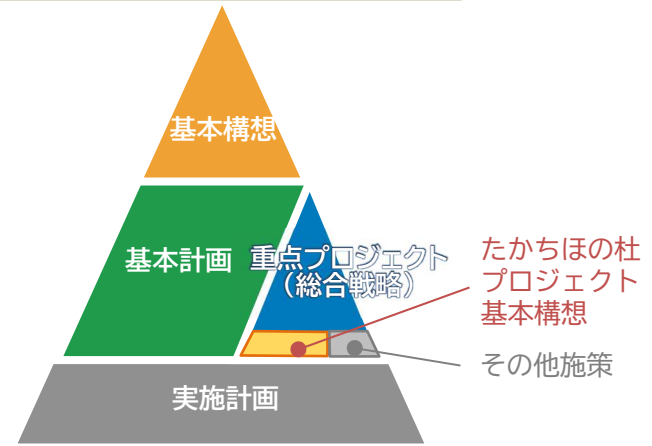 基本構想
基本計画
重点プロジェクト
（総合戦略）
たかちほの杜
プロジェクト
基本構想
その他施策
実施計画